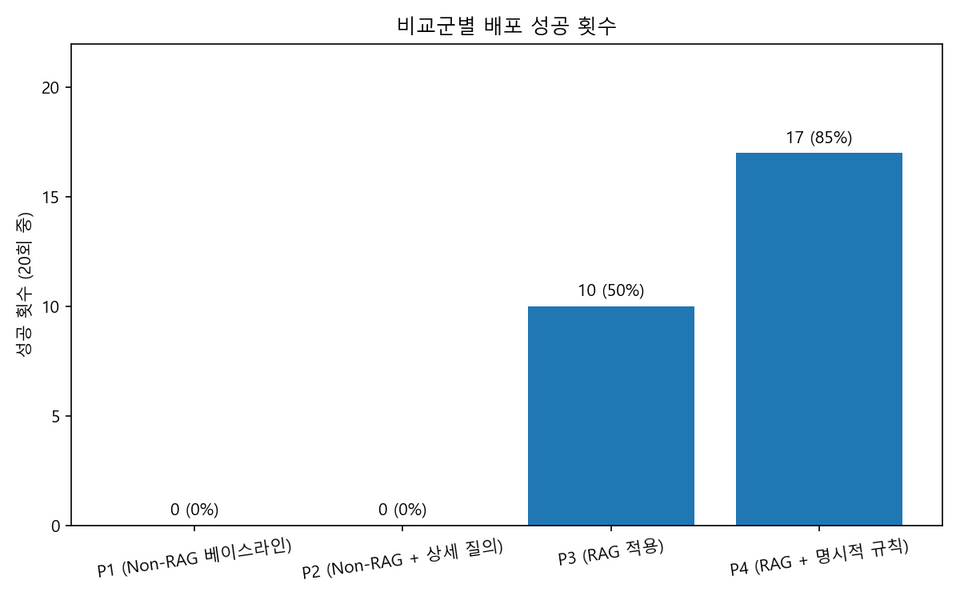 비교군별 배포 성공 횟수
성공 횟수 (20회 중)
20
15
10
5
0
0 (0%)
0 (0%)
10 (50%)
17 (85%)
P1 (Non-RAG 베이스라인)
P2 (Non-RAG + 상세 질의)
P3 (RAG 적용)
P4 (RAG + 명시적 규칙)